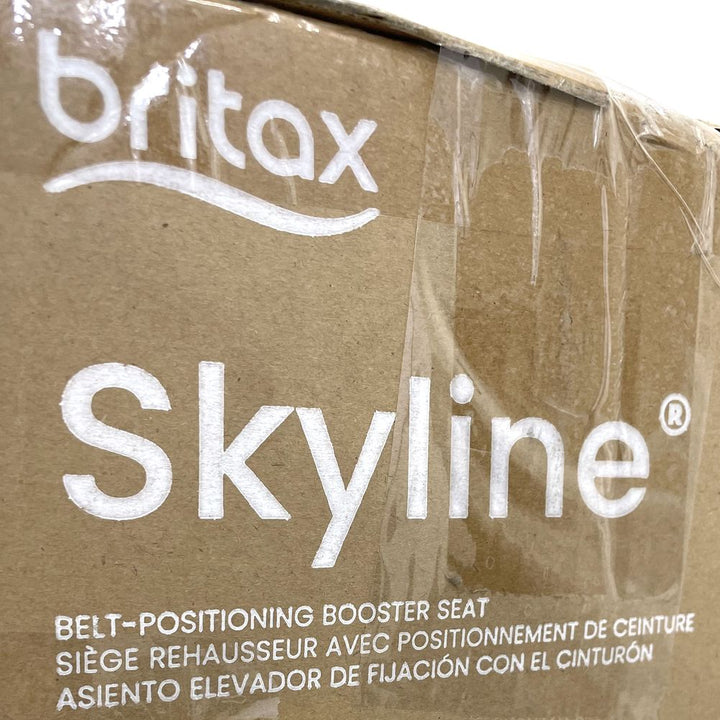 britax
Skyline®
BELT-POSITIONING BOOSTER SEAT
SIÈGE REHAUSSEUR AVEC POSITIONNEMENT DE CEINTURE
ASIENTO ELEVADOR DE FIJACIÓN CON EL CINTURÓN